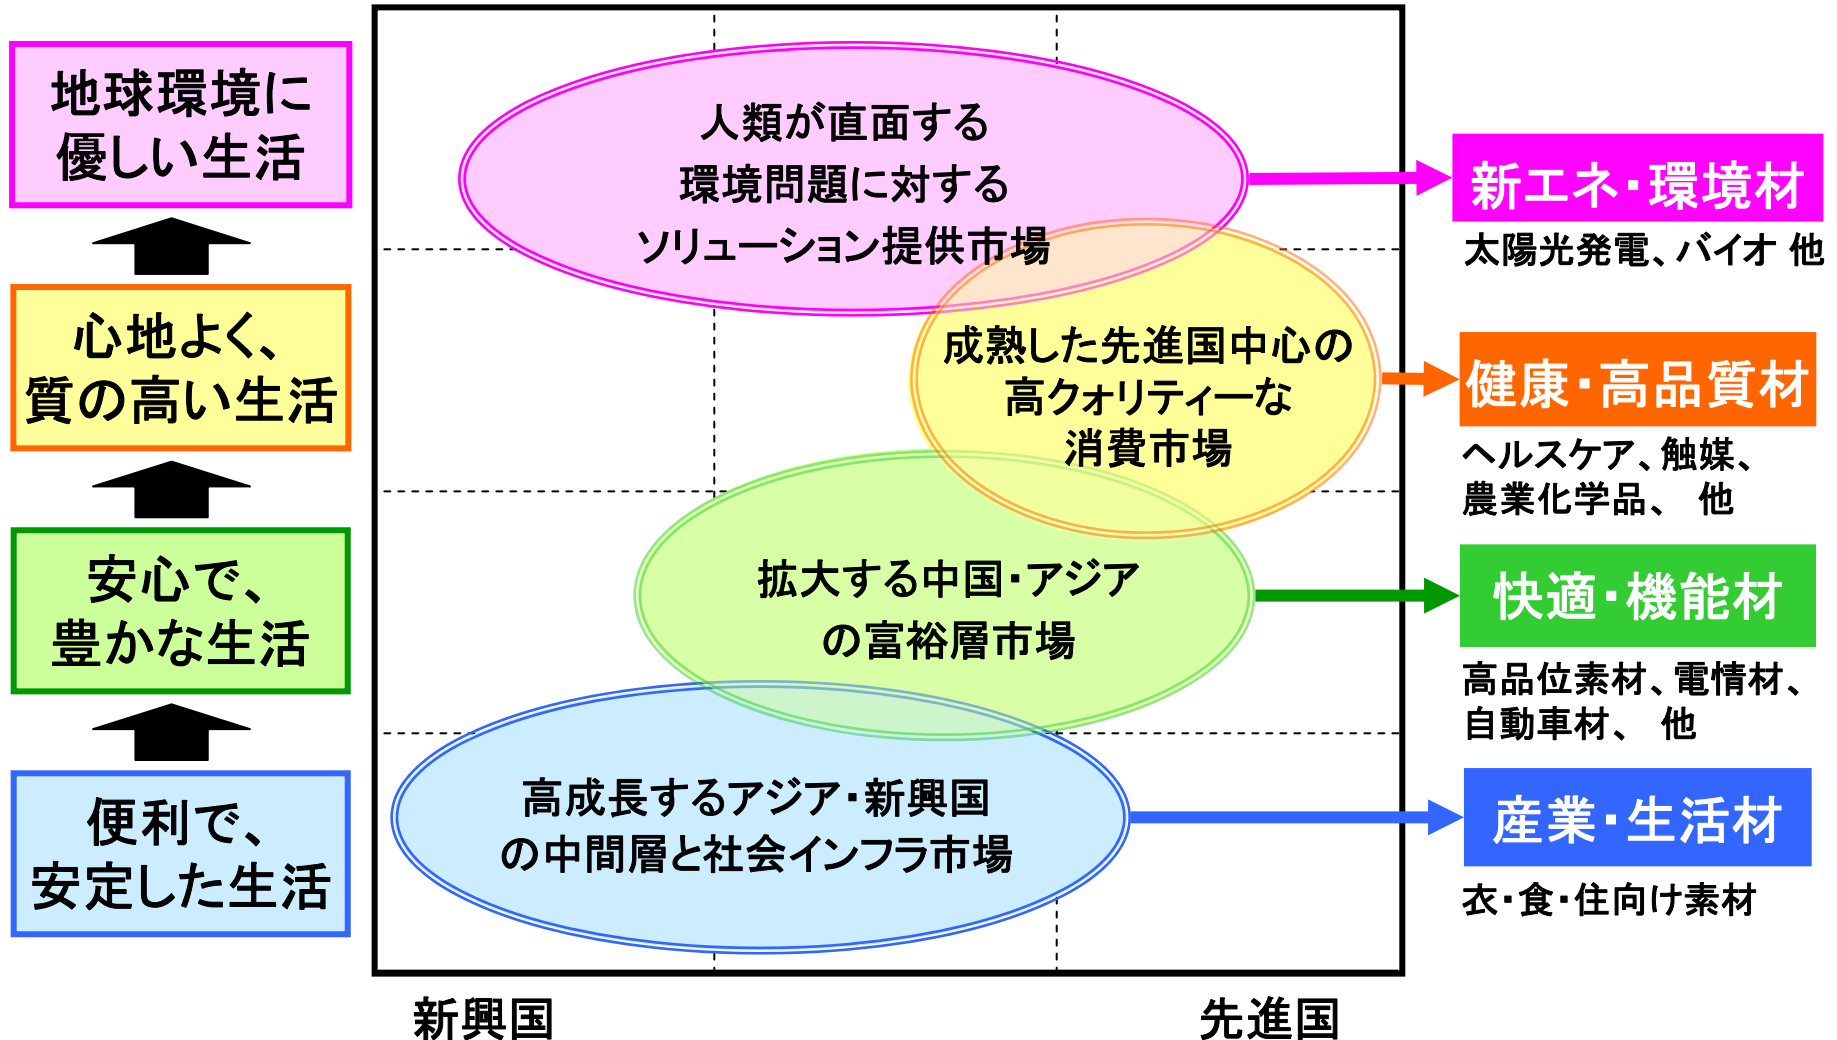 地球環境に
優しい生活
心地よく、
質の高い生活
安心で、
豊かな生活
便利で、
安定した生活
人類が直面する
環境問題に対する
ソリューション提供市場
成熟した先進国中心の
高クォリティーな
消費市場
拡大する中国・アジア
の富裕層市場
高成長するアジア・新興国
の中間層と社会インフラ市場
新興国
先進国
新エネ・環境材
太陽光発電、バイオ 他
健康・高品質材
ヘルスケア、触媒、
農業化学品、 他
快適・機能材
高品位素材、電情材、
自動車材、 他
産業・生活材
衣・食・住向け素材